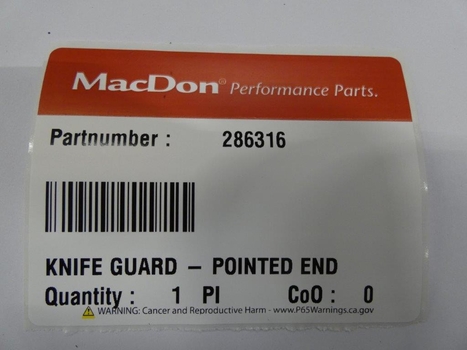 MacDon® Performance Parts.
Partnumber : 286316
KNIFE GUARD – POINTED END
Quantity : 1 PI CoO : 0
⚠ WARNING: Cancer and Reproductive Harm - www.P65Warnings.ca.gov